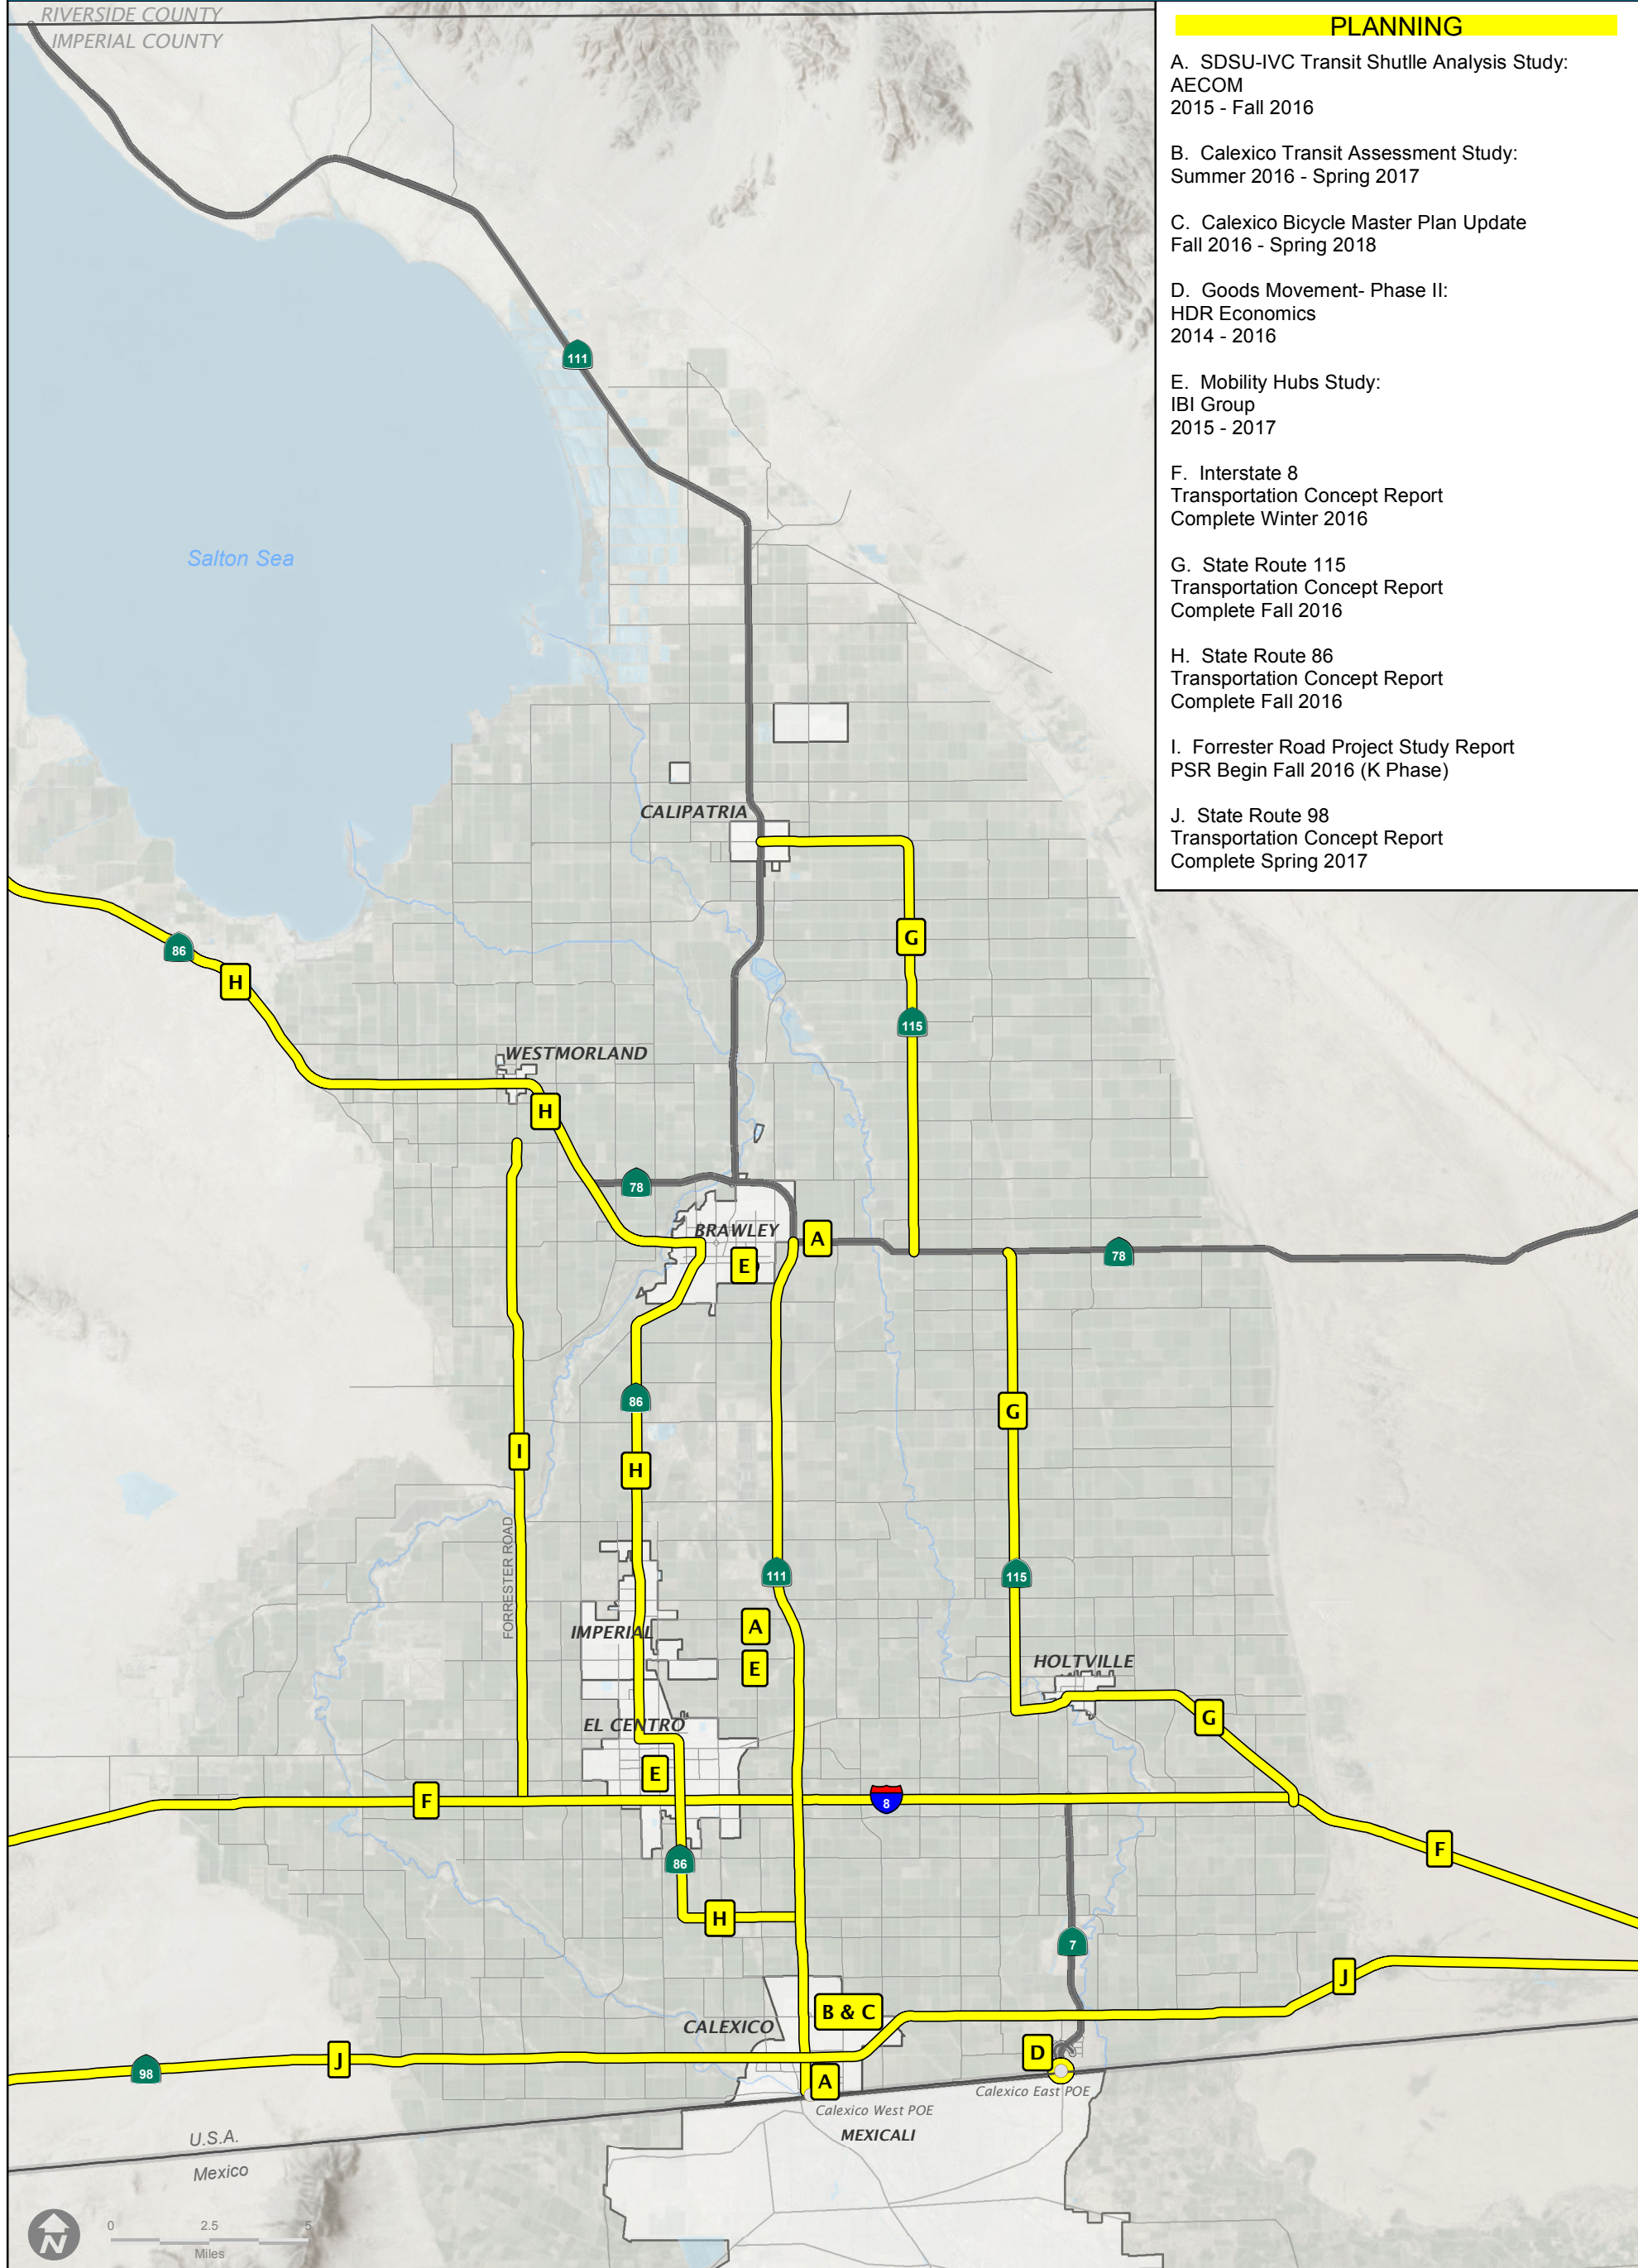 RIVERSIDE COUNTY
IMPERIAL COUNTY
PLANNING
A. SDSU-IVC Transit Shutlle Analysis Study:
AECOM
2015 - Fall 2016
B. Calexico Transit Assessment Study:
Summer 2016 - Spring 2017
C. Calexico Bicycle Master Plan Update
Fall 2016 - Spring 2018
D. Goods Movement- Phase II:
HDR Economics
2014 - 2016
E. Mobility Hubs Study:
IBI Group
2015 - 2017
F. Interstate 8
Transportation Concept Report
Complete Winter 2016
G. State Route 115
Transportation Concept Report
Complete Fall 2016
H. State Route 86
Transportation Concept Report
Complete Fall 2016
I. Forrester Road Project Study Report
PSR Begin Fall 2016 (K Phase)
J. State Route 98
Transportation Concept Report
Complete Spring 2017
111
Salton Sea
CALIPATRIA
G
86
H
115
WESTMORLAND
H
78
BRAWLEY
A
E
78
86
G
I
H
FORRESTER ROAD
111
115
A
IMPERIAL
E
HOLTVILLE
EL CENTRO
G
E
F
8
F
86
H
7
J
B & C
CALEXICO
J
98
D
A
Calexico East POE
Calexico West POE
MEXICALI
U.S.A.
Mexico
N
0 2.5 5
Miles